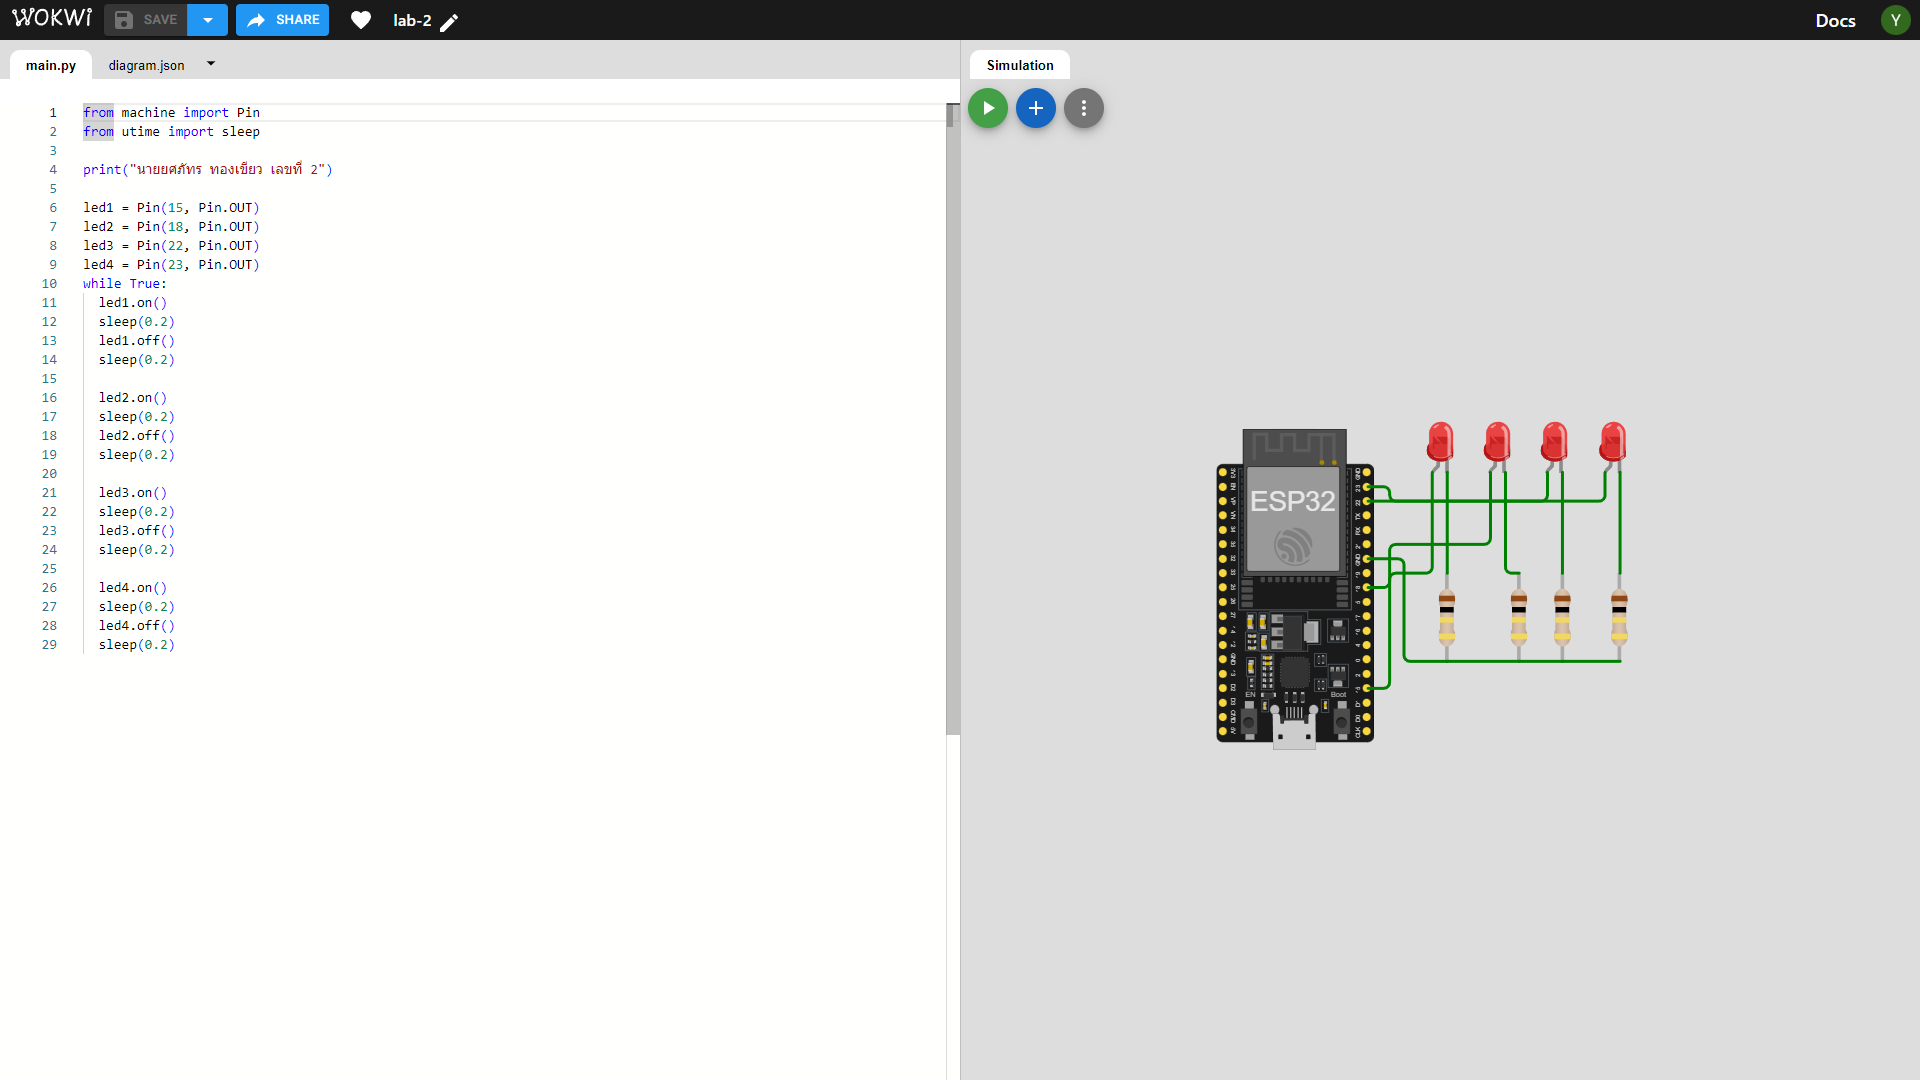 WOKWI SAVE SHARE lab-2 Docs Y
main.py diagram.json
Simulation
1 from machine import Pin
2 from utime import sleep
3
4 print("นายยศภัทร ทองเขียว เลขที่ 2")
5
6 led1 = Pin(15, Pin.OUT)
7 led2 = Pin(18, Pin.OUT)
8 led3 = Pin(22, Pin.OUT)
9 led4 = Pin(23, Pin.OUT)
10 while True:
11 led1.on()
12 sleep(0.2)
13 led1.off()
14 sleep(0.2)
15
16 led2.on()
17 sleep(0.2)
18 led2.off()
19 sleep(0.2)
20
21 led3.on()
22 sleep(0.2)
23 led3.off()
24 sleep(0.2)
25
26 led4.on()
27 sleep(0.2)
28 led4.off()
29 sleep(0.2)
ESP32
EN Boot